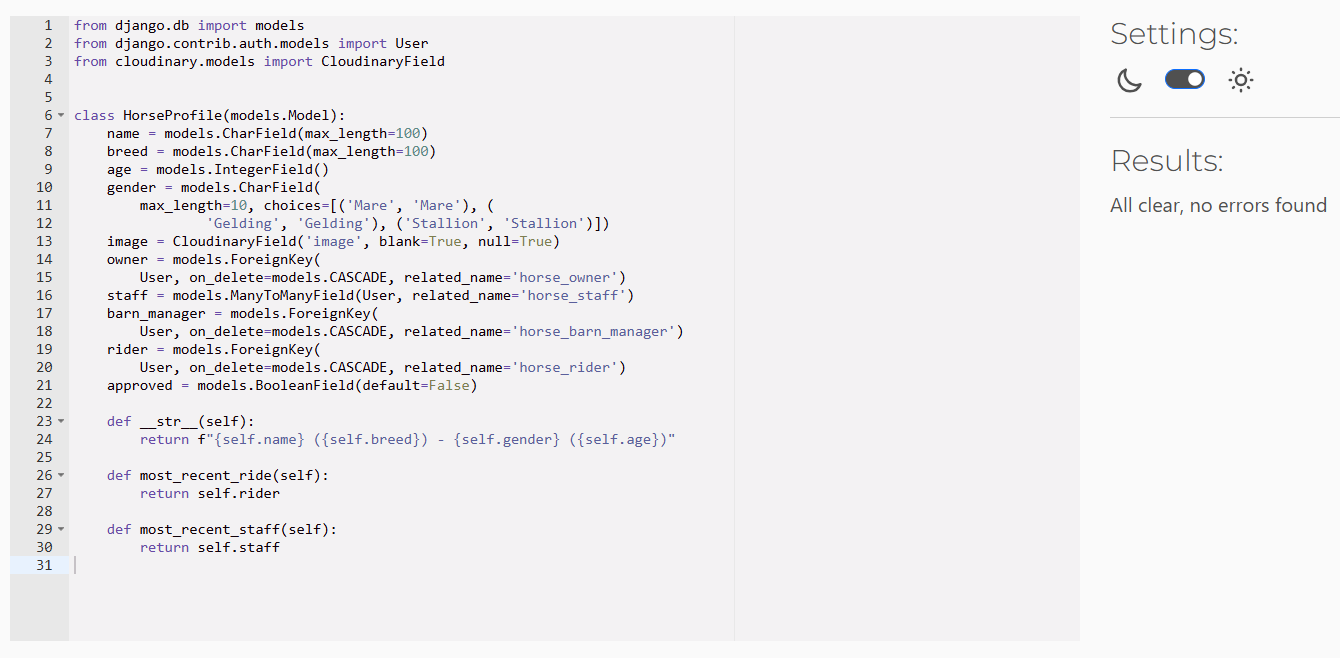 1 from django.db import models
2 from django.contrib.auth.models import User
3 from cloudinary.models import CloudinaryField
4
5
6 class HorseProfile(models.Model):
7     name = models.CharField(max_length=100)
8     breed = models.CharField(max_length=100)
9     age = models.IntegerField()
10     gender = models.CharField(
11         max_length=10, choices=[('Mare', 'Mare'), (
12                 'Gelding', 'Gelding'), ('Stallion', 'Stallion')])
13     image = CloudinaryField('image', blank=True, null=True)
14     owner = models.ForeignKey(
15         User, on_delete=models.CASCADE, related_name='horse_owner')
16     staff = models.ManyToManyField(User, related_name='horse_staff')
17     barn_manager = models.ForeignKey(
18         User, on_delete=models.CASCADE, related_name='horse_barn_manager')
19     rider = models.ForeignKey(
20         User, on_delete=models.CASCADE, related_name='horse_rider')
21     approved = models.BooleanField(default=False)
22
23     def __str__(self):
24         return f"{self.name} ({self.breed}) - {self.gender} ({self.age})"
25
26     def most_recent_ride(self):
27         return self.rider
28
29     def most_recent_staff(self):
30         return self.staff
31
Settings:
Results:
All clear, no errors found